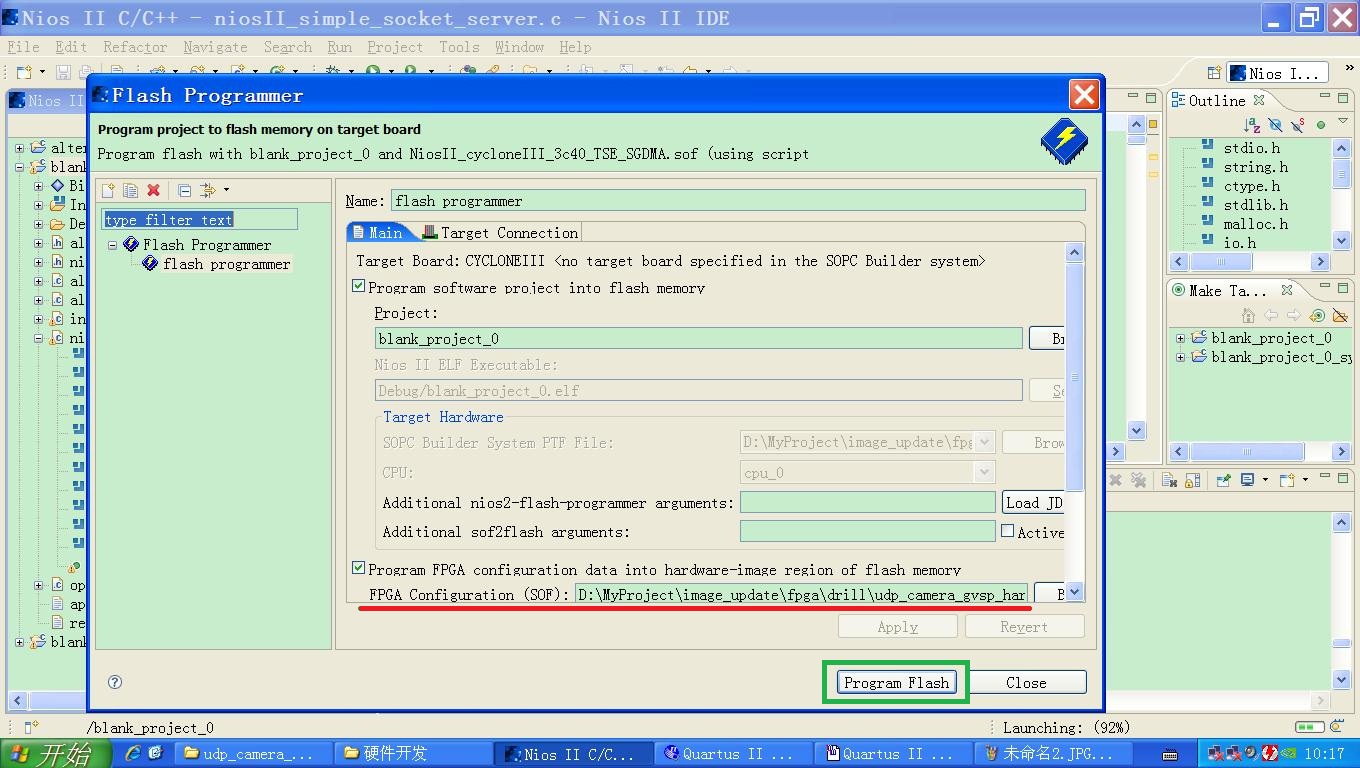 Nios II C/C++ - niosII_simple_socket_server.c - Nios II IDE
File Edit Refactor Navigate Search Run Project Tools Window Help
Nios I...
Nios II
Flash Programmer
Program project to flash memory on target board
Program flash with blank_project_0 and NiosII_cycloneIII_3c40_TSE_SGDMA.sof (using script
type filter text
Flash Programmer
flash programmer
Name: flash programmer
Main Target Connection
Target Board: CYCLONEIII <no target board specified in the SOPC Builder system>
Program software project into flash memory
Project:
blank_project_0
Nios II ELF Executable:
Debug/blank_project_0.elf
Target Hardware
SOPC Builder System PTF File: D:\MyProject\image_update\fpg Brow
CPU: cpu_0
Additional nios2-flash-programmer arguments: Load JD
Additional sof2flash arguments: Active
Program FPGA configuration data into hardware-image region of flash memory
FPGA Configuration (SOF): D:\MyProject\image_update\fpga\drill\udp_camera_gvsp_har
Apply Revert
Program Flash Close
alter
blank
Bi
In
De
al
ni
al
al
in
ni
op
ap
re
blank
Outline
stdio.h
string.h
ctype.h
stdlib.h
malloc.h
io.h
Make Ta...
blank_project_0
blank_project_0_sy
/blank_project_0
Launching: (92%)
开始 udp_camera_... 硬件开发 Nios II C/C... Quartus II ... Quartus II ... 未命名2.JPG... 10:17